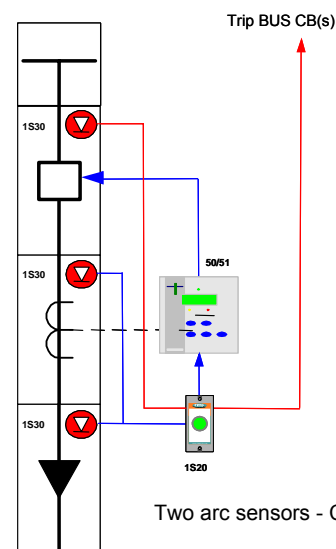 Trip BUS CB(s)
1S30
1S30
50/51
1S30
1S20
Two arc sensors - C